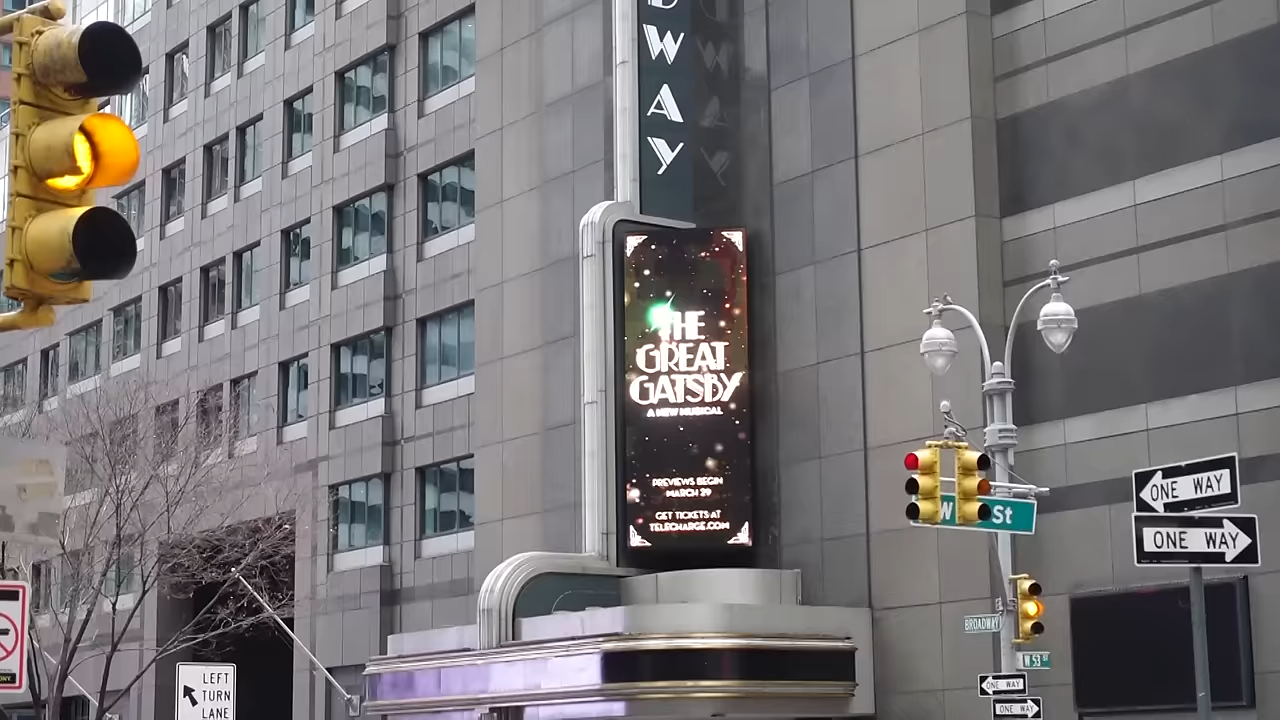 WAY
THE
GREAT
GATSBY
A NEW MUSICAL
PREVIEWS BEGIN
MARCH 29
GET TICKETS AT
TELECHARGE.COM
W
St
ONE WAY
ONE WAY
BROADWAY
W 53 ST
ONE WAY
ONE WAY
LEFT
TURN
LANE